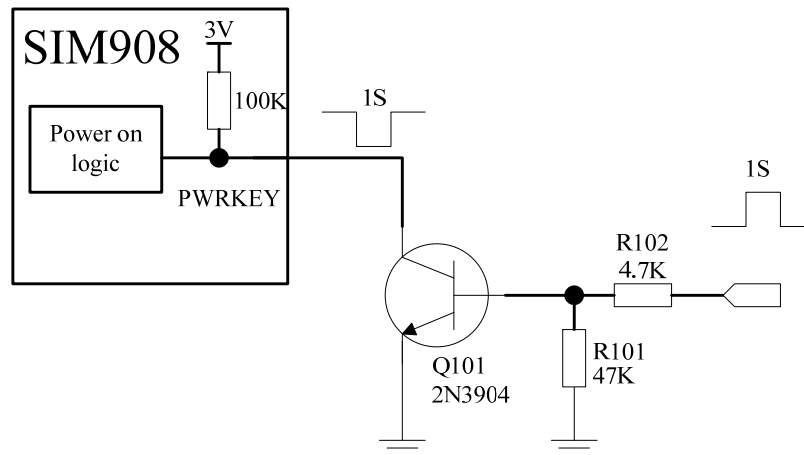 SIM908
3V
100K
Power on
logic
PWRKEY
1S
1S
R102
4.7K
R101
47K
Q101
2N3904